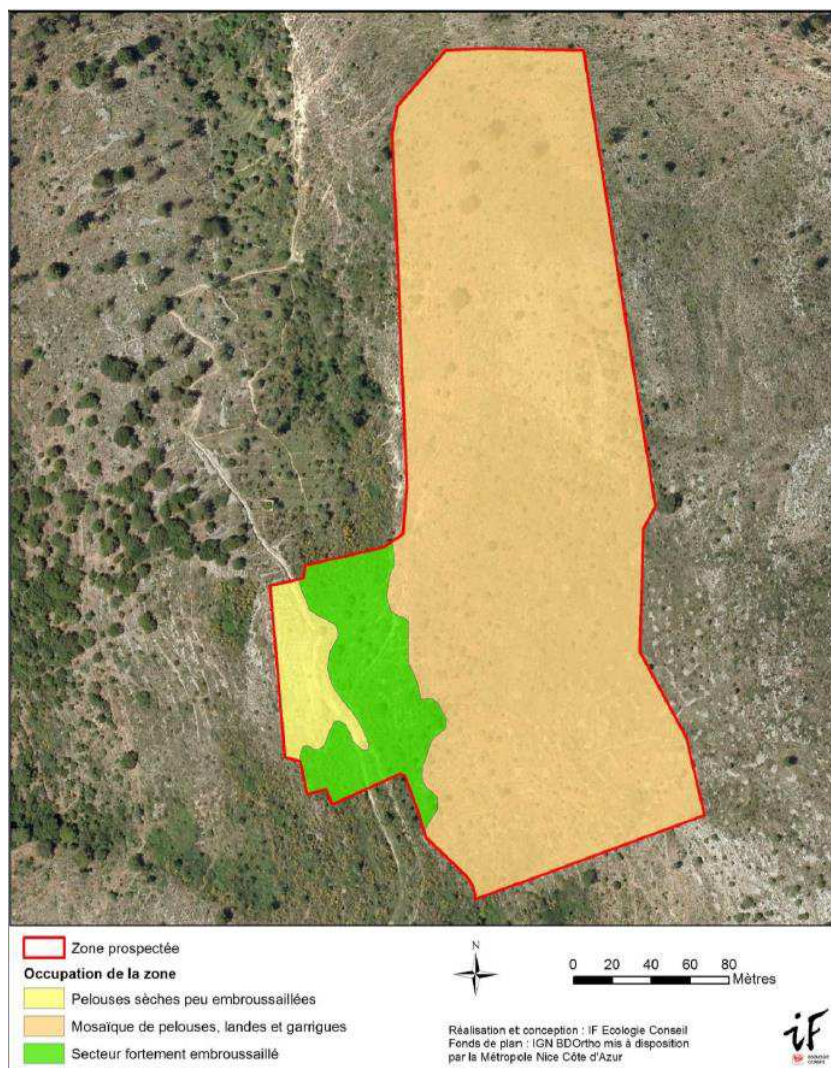 Zone prospectée
Occupation de la zone
Pelouses sèches peu embroussaillées
Mosaïque de pelouses, landes et garrigues
Secteur fortement embroussaillé
N
0 20 40 60 80
Mètres
Réalisation et conception : IF Ecologie Conseil
Fonds de plan : IGN BDOrtho mis à disposition
par la Métropole Nice Côte d'Azur
iF
ECOLOGIE
CONSEIL